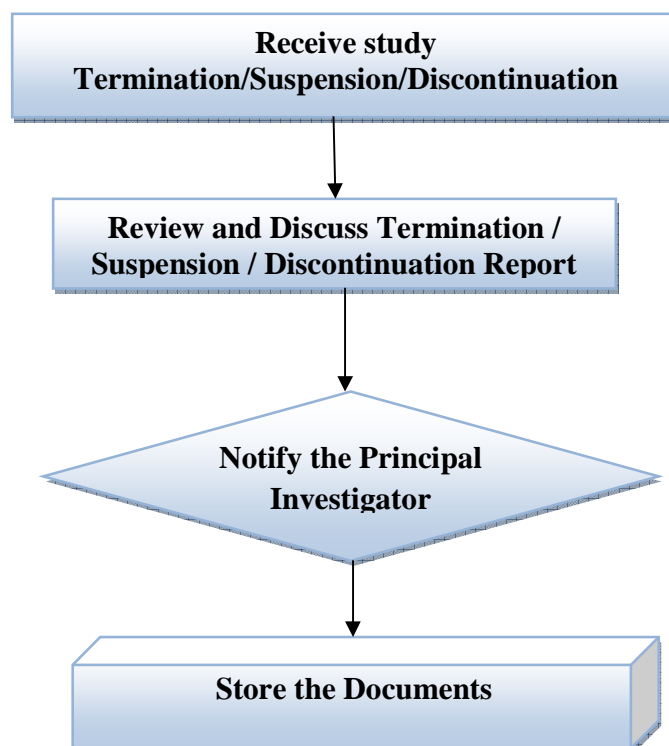 Receive study
Termination/Suspension/Discontinuation
Review and Discuss Termination /
Suspension / Discontinuation Report
Notify the Principal
Investigator
Store the Documents